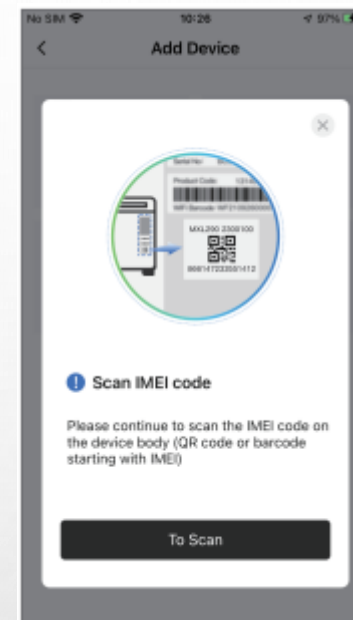 No SIM 10:26 97%
Add Device
Serial No:
Product Code:
MXL200 2300100
Scan IMEI code
Please continue to scan the IMEI code on
the device body (QR code or barcode
starting with IMEI)
To Scan